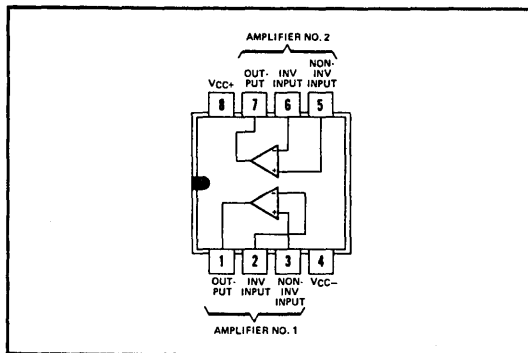 AMPLIFIER NO. 2
NON-
OUT- INV INV
VCC+ PUT INPUT INPUT
8 7 6 5
-
+
-
+
1 2 3 4
OUT- INV NON- VCC-
PUT INPUT INV
INPUT
AMPLIFIER NO. 1